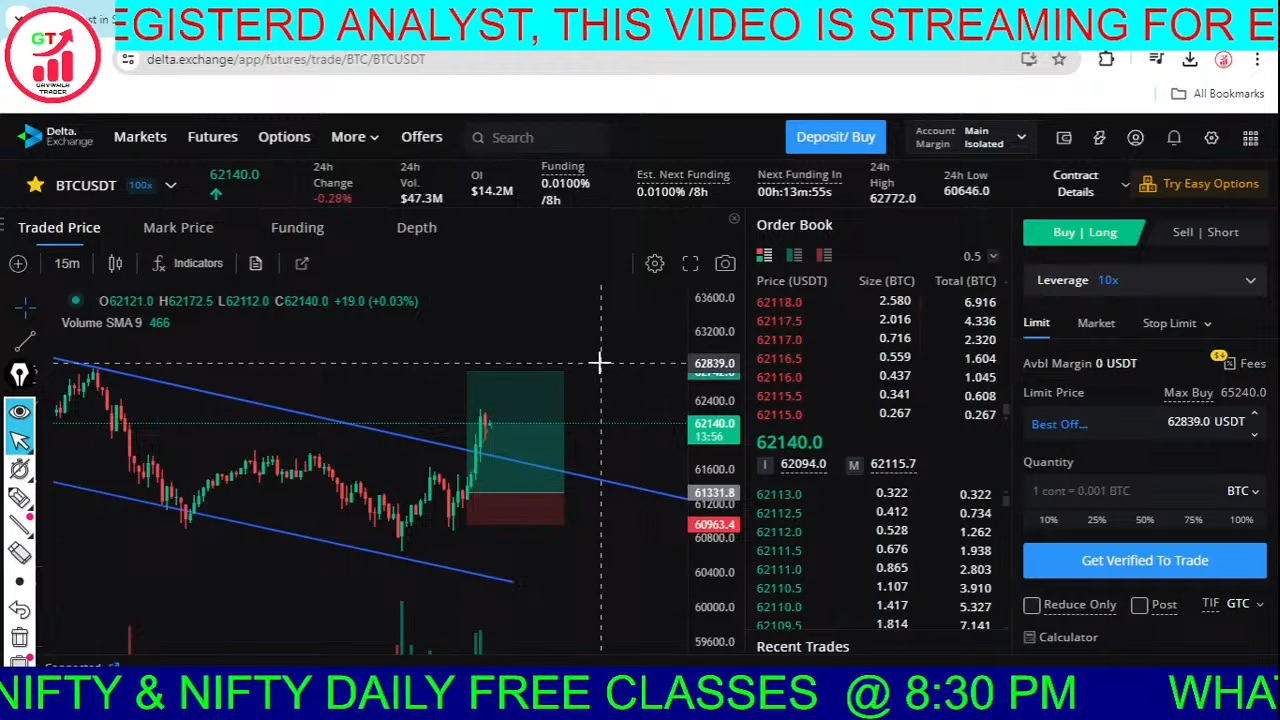 EGISTERD ANALYST, THIS VIDEO IS STREAMING FOR E
GT
TRADER
delta.exchange/app/futures/trade/BTC/BTCUSDT
All Bookmarks
Delta.
Exchange
Markets
Futures
Options
More
Offers
Search
Deposit/ Buy
Account
Margin
Main
Isolated
BTCUSDT 100x
62140.0
24h
Change
-0.28%
24h
Vol.
$47.3M
OI
$14.2M
Funding
0.0100%
/8h
Est. Next Funding
0.0100% /8h
Next Funding In
00h:13m:55s
24h
High
62772.0
24h Low
60646.0
Contract
Details
Try Easy Options
Traded Price
Mark Price
Funding
Depth
15m
Indicators
O62121.0 H62172.5 L62112.0 C62140.0 +19.0 (+0.03%)
Volume SMA 9 466
63600.0
63200.0
62839.0
62400.0
62140.0
13:56
61600.0
61331.8
61200.0
60963.4
60800.0
60400.0
60000.0
59600.0
Order Book
0.5
Price (USDT) Size (BTC) Total (BTC)
62118.0 2.580 6.916
62117.5 2.016 4.336
62117.0 0.716 2.320
62116.5 0.559 1.604
62116.0 0.437 1.045
62115.5 0.341 0.608
62115.0 0.267 0.267
62140.0
I 62094.0 M 62115.7
62113.0 0.322 0.322
62112.5 0.412 0.734
62112.0 0.528 1.262
62111.5 0.676 1.938
62111.0 0.865 2.803
62110.5 1.107 3.910
62110.0 1.417 5.327
62109.5 1.814 7.141
Recent Trades
Buy | Long
Sell | Short
Leverage 10x
Limit
Market
Stop Limit
Avbl Margin 0 USDT
Fees
Limit Price
Max Buy 65240.0
Best Off...
62839.0 USDT
Quantity
1 cont = 0.001 BTC
BTC
10% 25% 50% 75% 100%
Get Verified To Trade
Reduce Only
Post
TIF GTC
Calculator
NIFTY & NIFTY DAILY FREE CLASSES @ 8:30 PM WHA